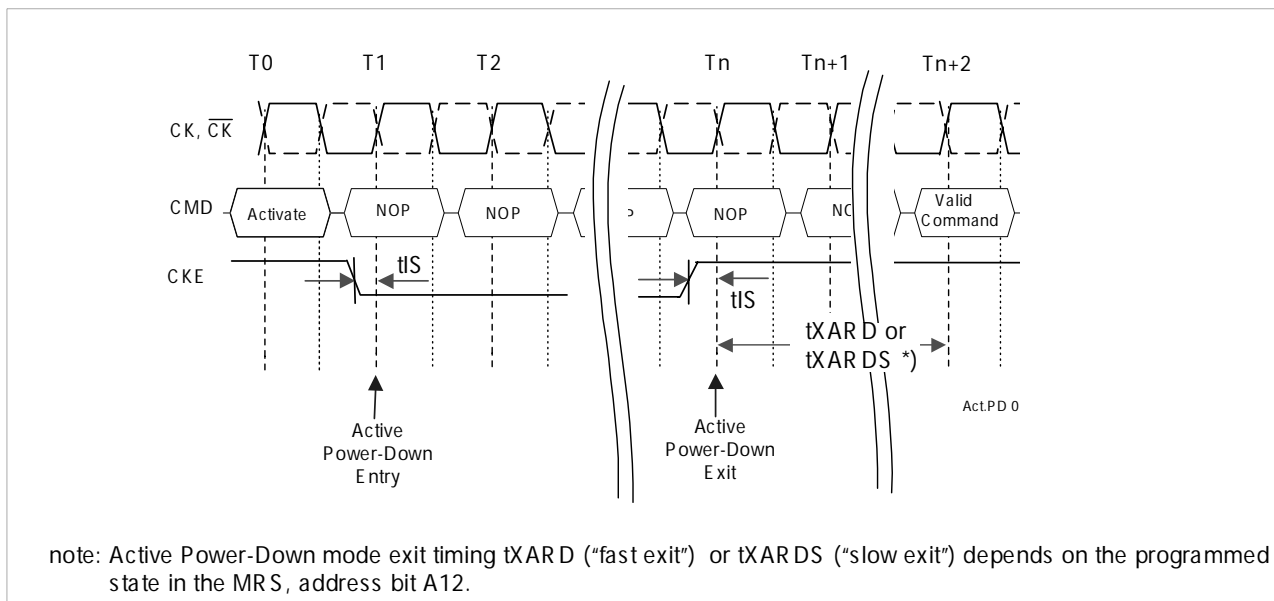 T0 T1 T2 Tn Tn+1 Tn+2
CK, CK
CMD Activate NOP NOP P NOP NO Valid
Command
CKE tIS tIS
tXARD or
tXARDS *)
Act.PD 0
Active
Power-Down
Entry
Active
Power-Down
Exit
note: Active Power-Down mode exit timing tXARD ("fast exit") or tXARDS ("slow exit") depends on the programmed
state in the MRS, address bit A12.